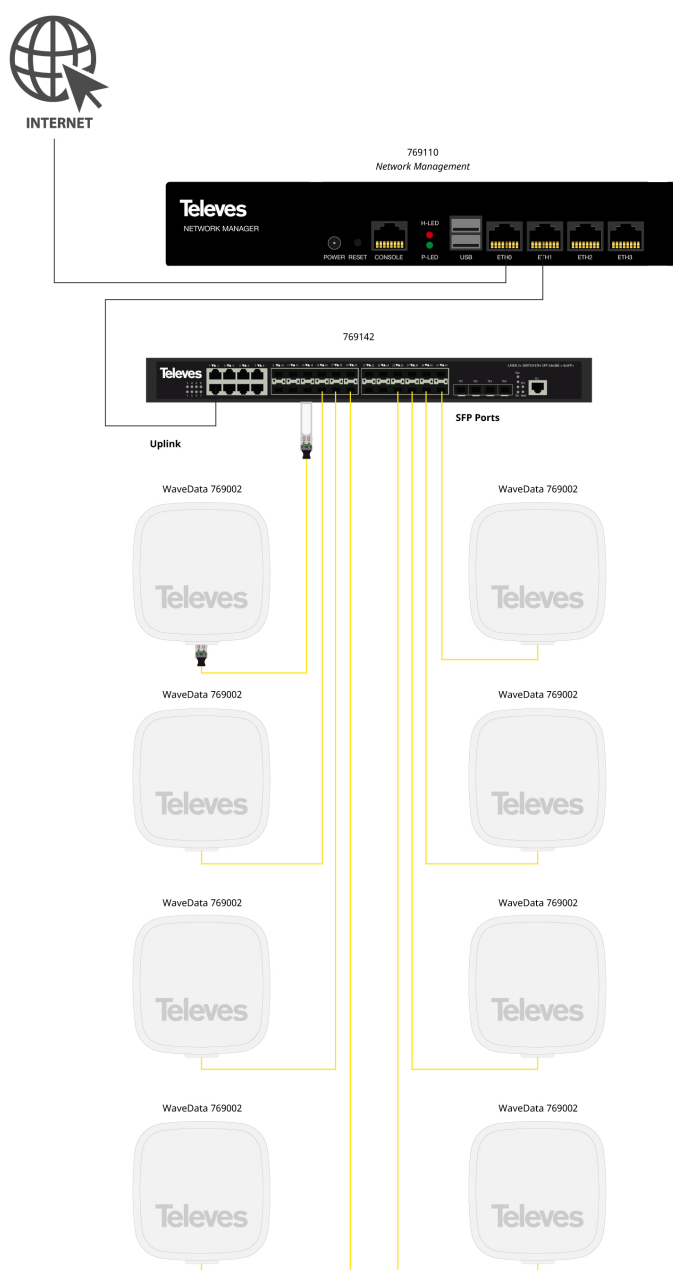 INTERNET
769110
Network Management
Televes
NETWORK MANAGER
H-LED
POWER RESET CONSOLE P-LED USB ETH0 ETH1 ETH2 ETH3
769142
Televes
Uplink
SFP Ports
WaveData 769002 WaveData 769002
Televes Televes
WaveData 769002 WaveData 769002
Televes Televes
WaveData 769002 WaveData 769002
Televes Televes
WaveData 769002 WaveData 769002
Televes Televes